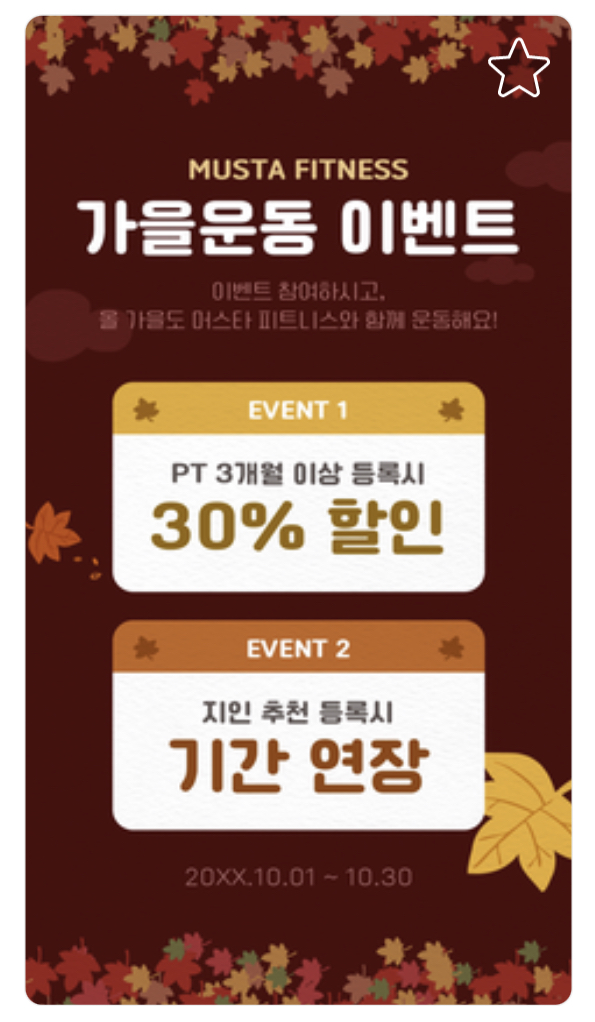 MUSTA FITNESS
가을운동 이벤트
이벤트 참여하시고,
올 가을도 머스타 피트니스와 함께 운동해요!
EVENT 1
PT 3개월 이상 등록시
30% 할인
EVENT 2
지인 추천 등록시
기간 연장
20XX.10.01 ~ 10.30